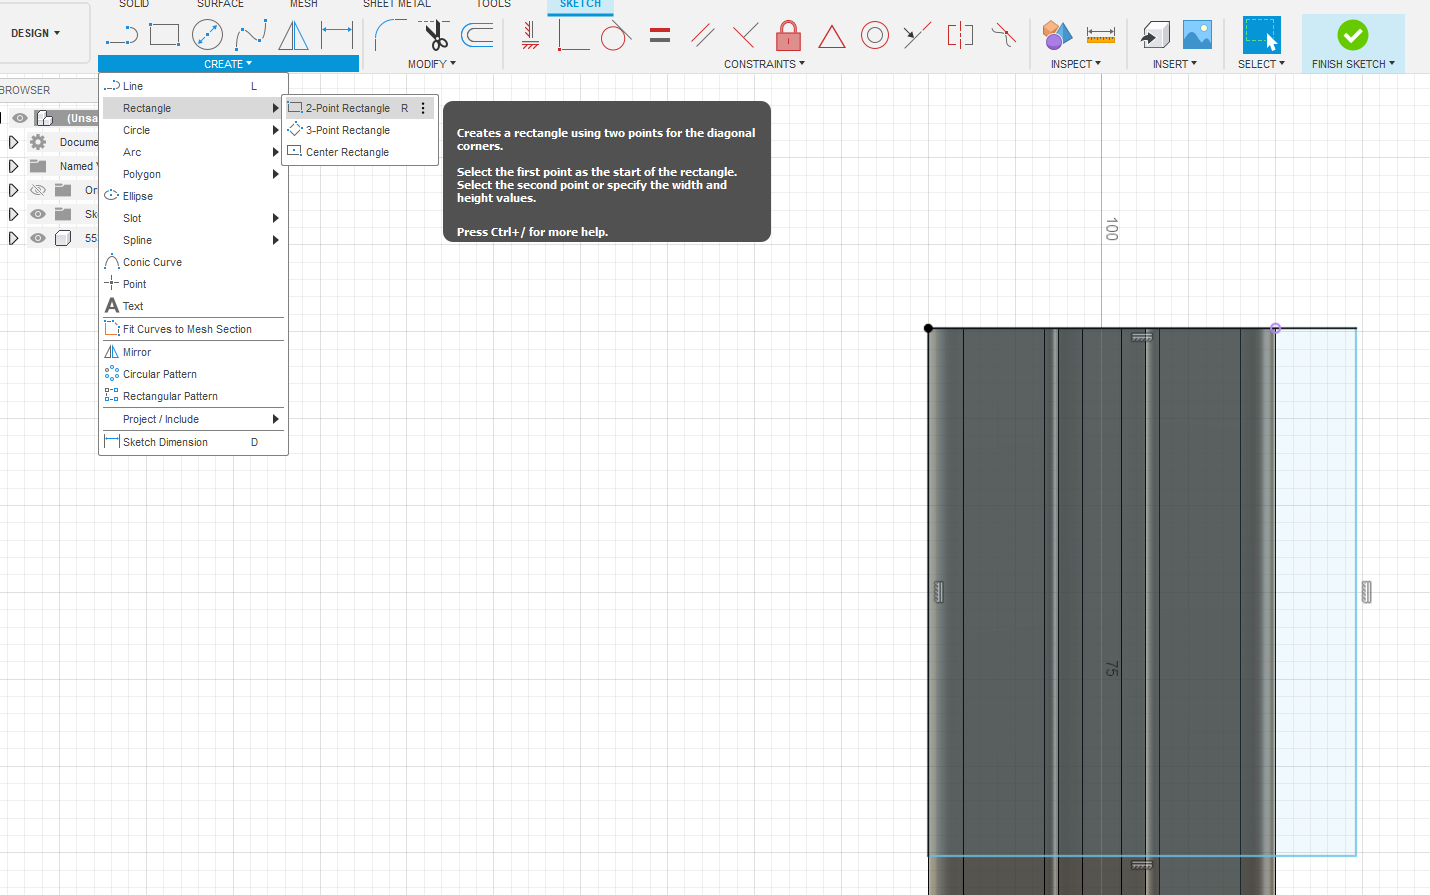 SOLID SURFACE MESH SHEET METAL TOOLS SKETCH
DESIGN
CREATE MODIFY CONSTRAINTS INSPECT INSERT SELECT FINISH SKETCH
BROWSER
(Unsa
Docume
Named
Or
Sk
55
Line L
Rectangle
Circle
Arc
Polygon
Ellipse
Slot
Spline
Conic Curve
Point
Text
Fit Curves to Mesh Section
Mirror
Circular Pattern
Rectangular Pattern
Project / Include
Sketch Dimension D
2-Point Rectangle R
3-Point Rectangle
Center Rectangle
Creates a rectangle using two points for the diagonal
corners.
Select the first point as the start of the rectangle.
Select the second point or specify the width and
height values.
Press Ctrl+/ for more help.
100
75